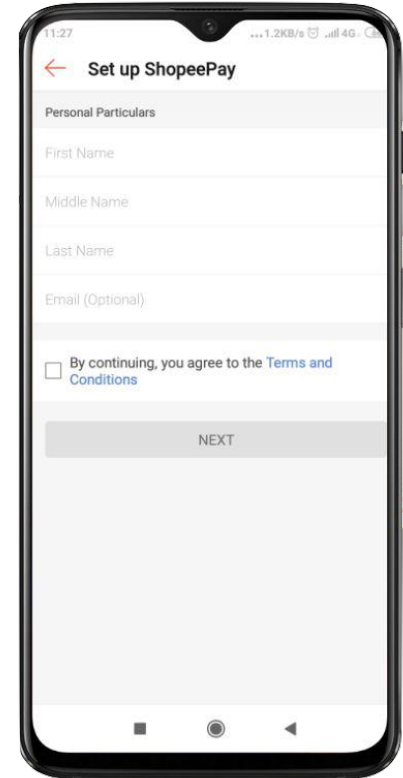 11:27 ...1.2KB/s 4G
Set up ShopeePay
Personal Particulars
First Name
Middle Name
Last Name
Email (Optional)
By continuing, you agree to the Terms and
Conditions
NEXT